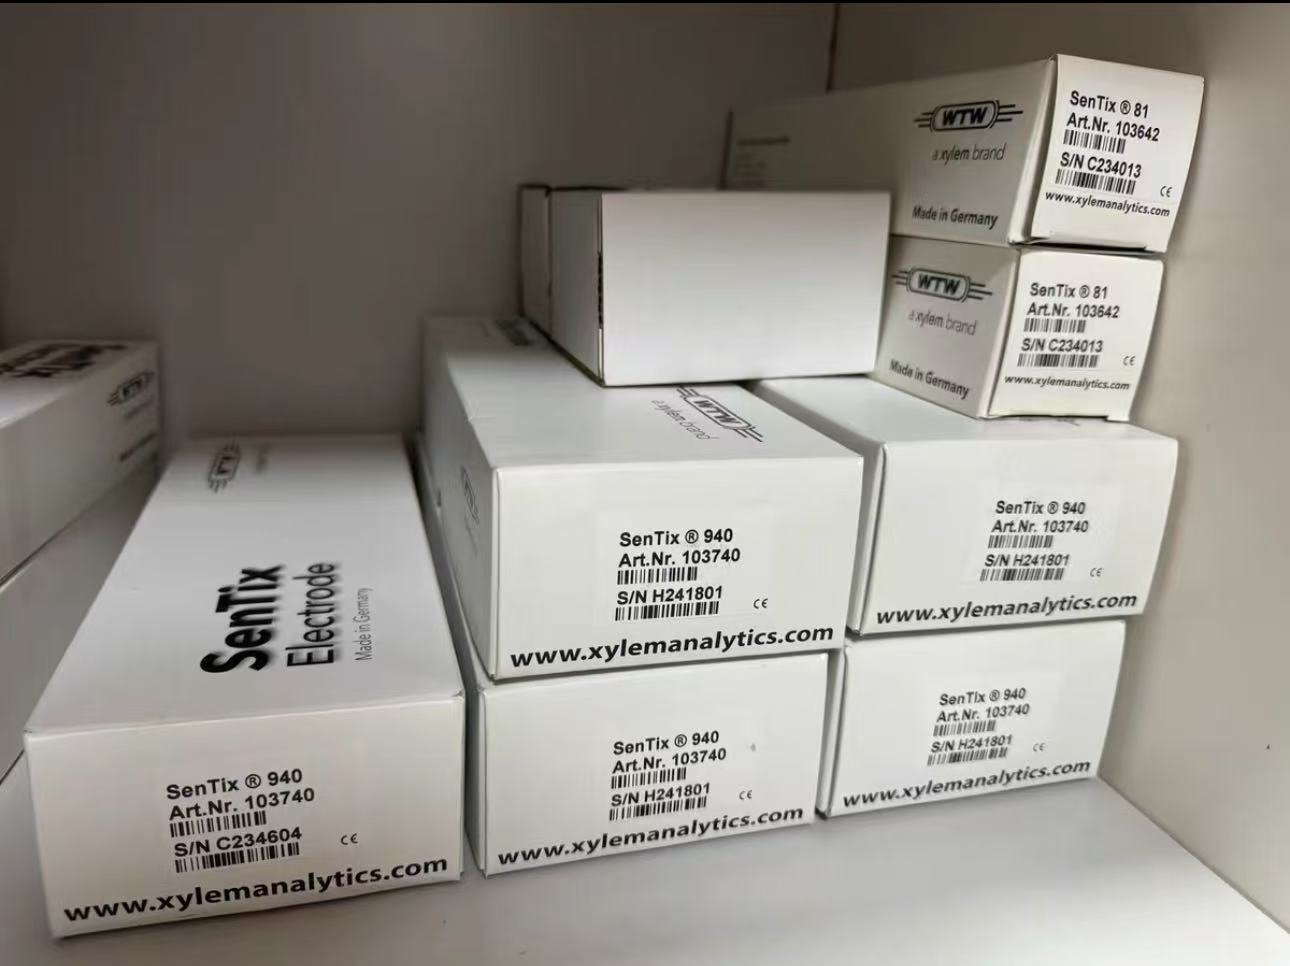 WTW
a xylem brand
Made in Germany
SenTix ® 81
Art.Nr. 103642
S/N C234013
CE
www.xylemanalytics.com
WTW
a xylem brand
Made in Germany
SenTix ® 81
Art.Nr. 103642
S/N C234013
CE
www.xylemanalytics.com
WTW
WTW
SenTix
Electrode
Made in Germany
SenTix ® 940
Art.Nr. 103740
S/N C234604
CE
www.xylemanalytics.com
WTW
a xylem brand
SenTix ® 940
Art.Nr. 103740
S/N H241801
CE
www.xylemanalytics.com
SenTix ® 940
Art.Nr. 103740
S/N H241801
CE
www.xylemanalytics.com
SenTix ® 940
Art.Nr. 103740
S/N H241801
CE
www.xylemanalytics.com
SenTix ® 940
Art.Nr. 103740
S/N H241801
CE
www.xylemanalytics.com